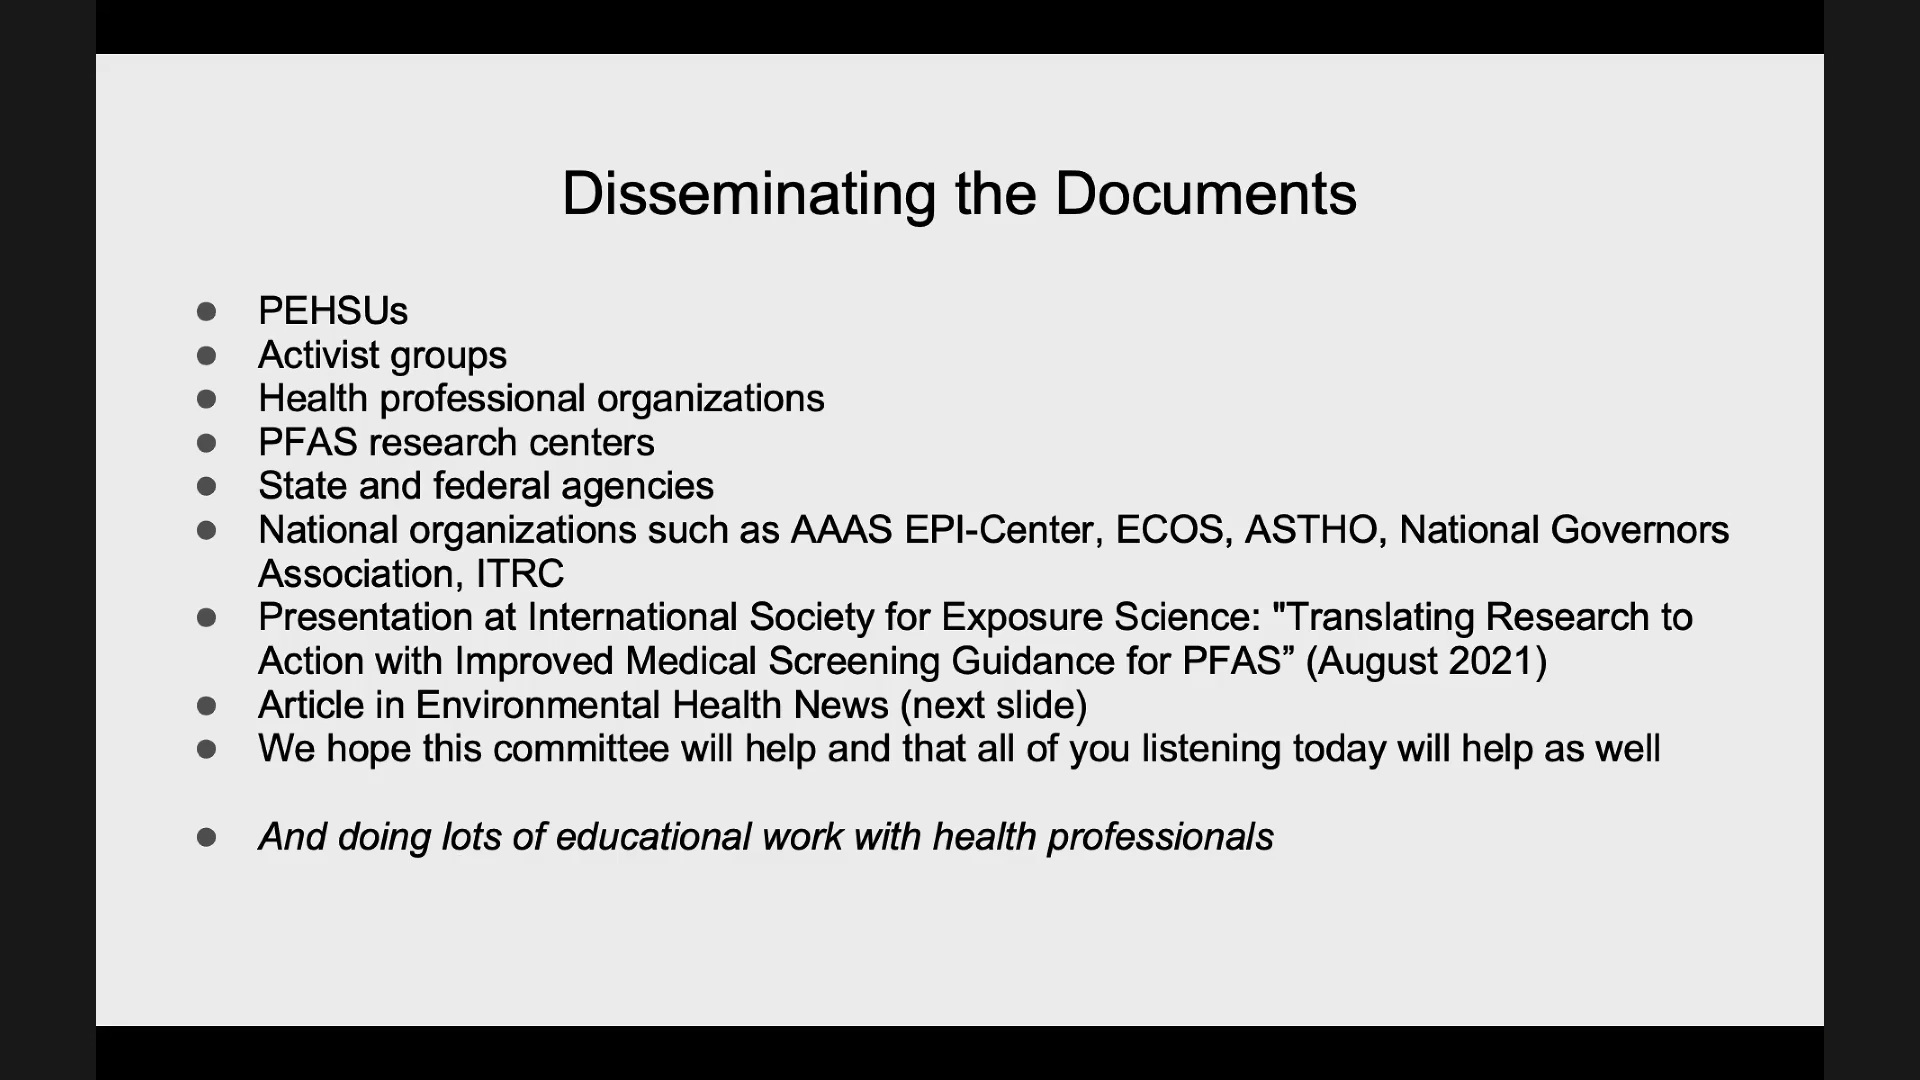 Disseminating the Documents
● PEHSUs
● Activist groups
● Health professional organizations
● PFAS research centers
● State and federal agencies
● National organizations such as AAAS EPI-Center, ECOS, ASTHO, National Governors
Association, ITRC
● Presentation at International Society for Exposure Science: "Translating Research to
Action with Improved Medical Screening Guidance for PFAS” (August 2021)
● Article in Environmental Health News (next slide)
● We hope this committee will help and that all of you listening today will help as well
● And doing lots of educational work with health professionals